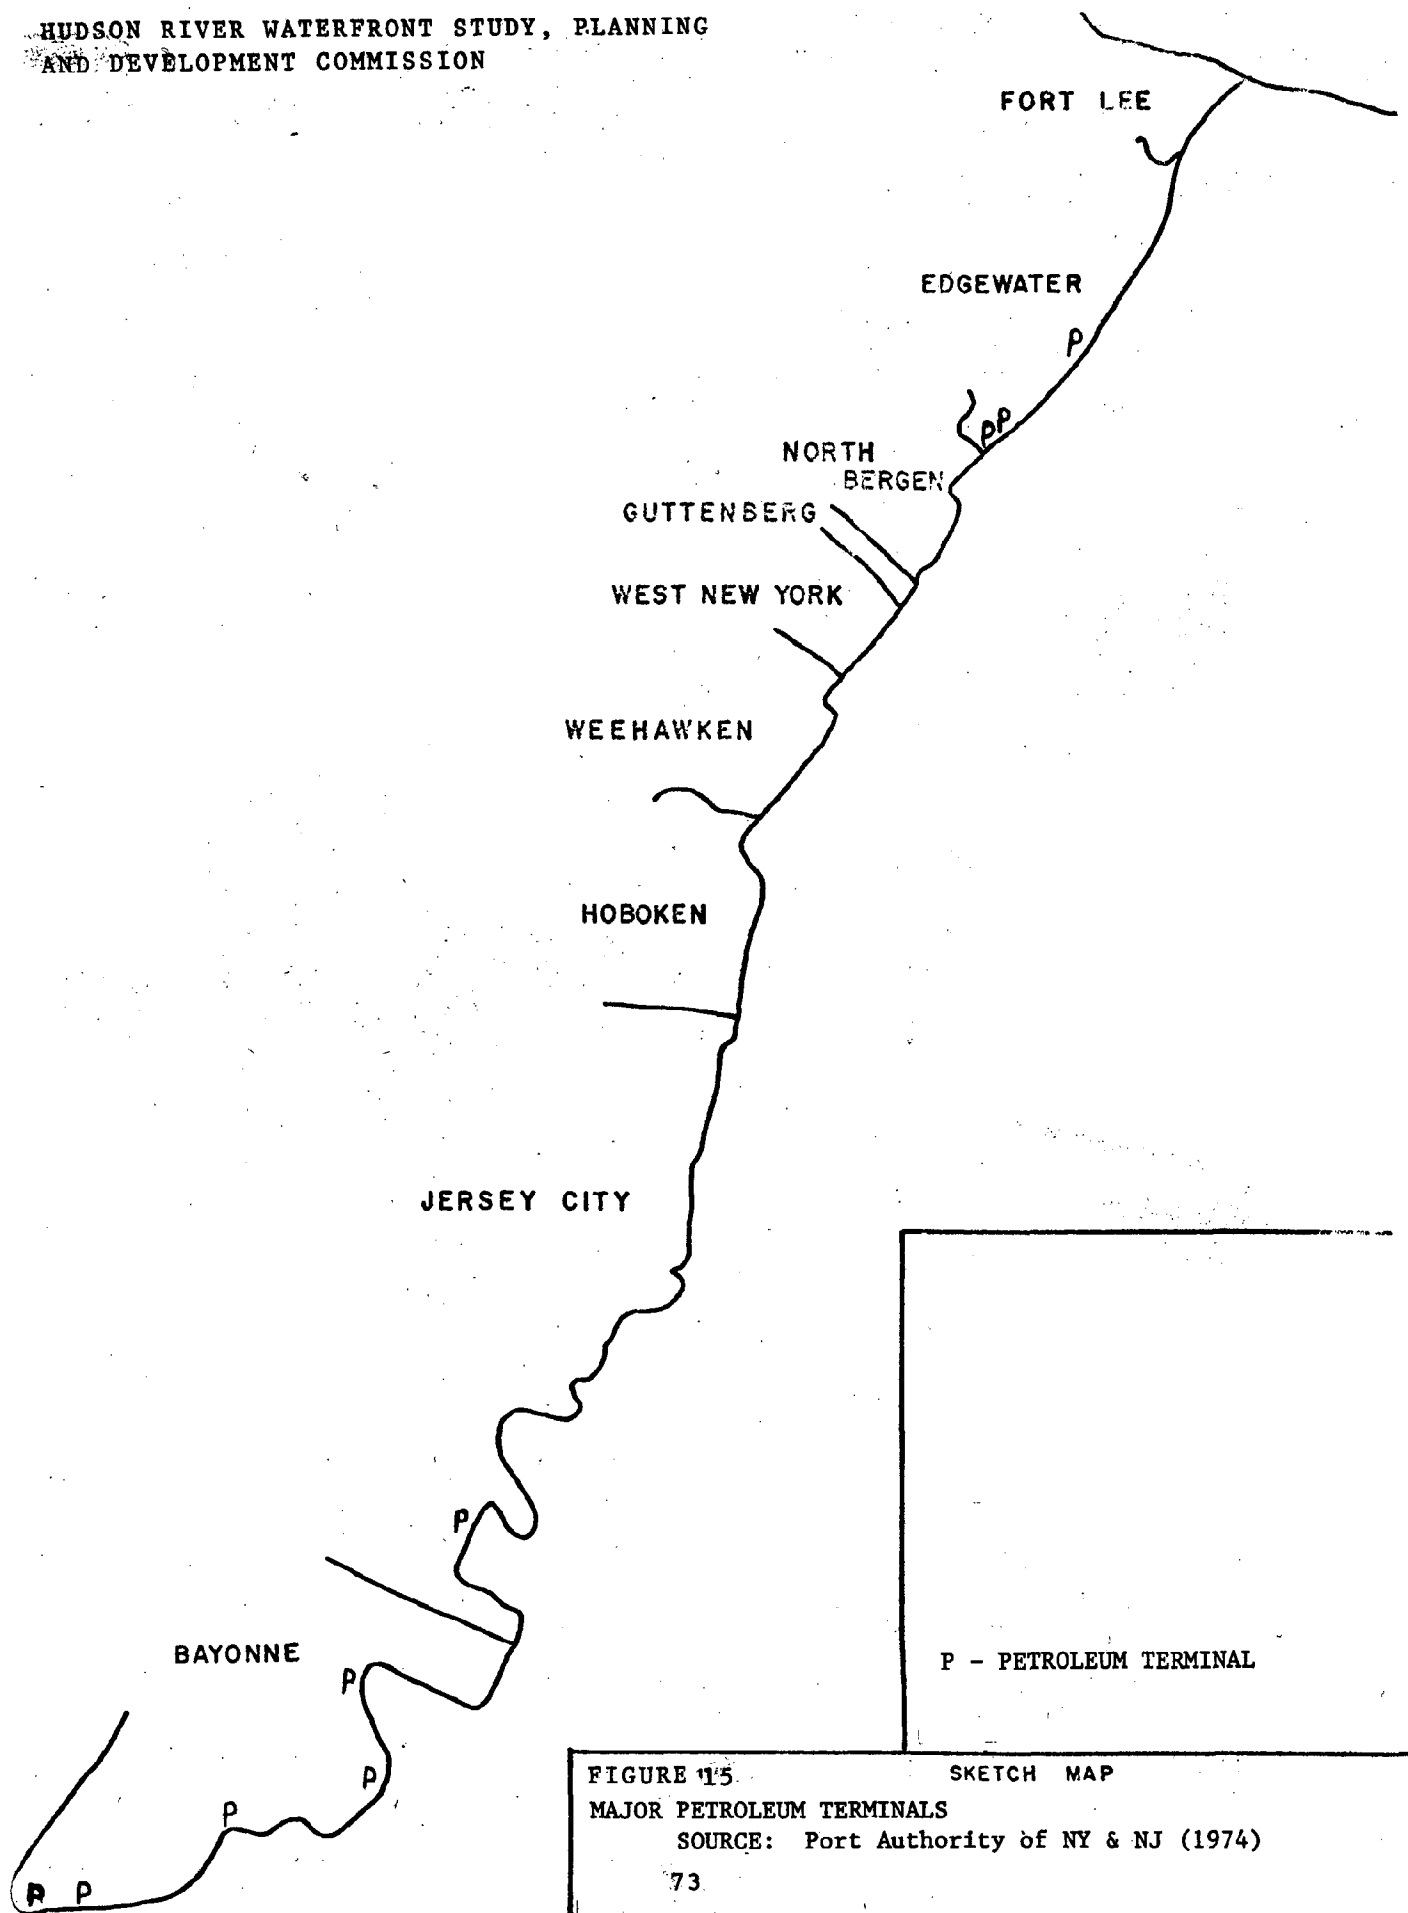 HUDSON RIVER WATERFRONT STUDY, PLANNING
AND DEVELOPMENT COMMISSION
FORT LEE
EDGEWATER
P
P P
NORTH
BERGEN
GUTTENBERG
WEST NEW YORK
WEEHAWKEN
HOBOKEN
JERSEY CITY
P
BAYONNE
P
P
P
P P
P - PETROLEUM TERMINAL
FIGURE 15 SKETCH MAP
MAJOR PETROLEUM TERMINALS
SOURCE: Port Authority of NY & NJ (1974)
73